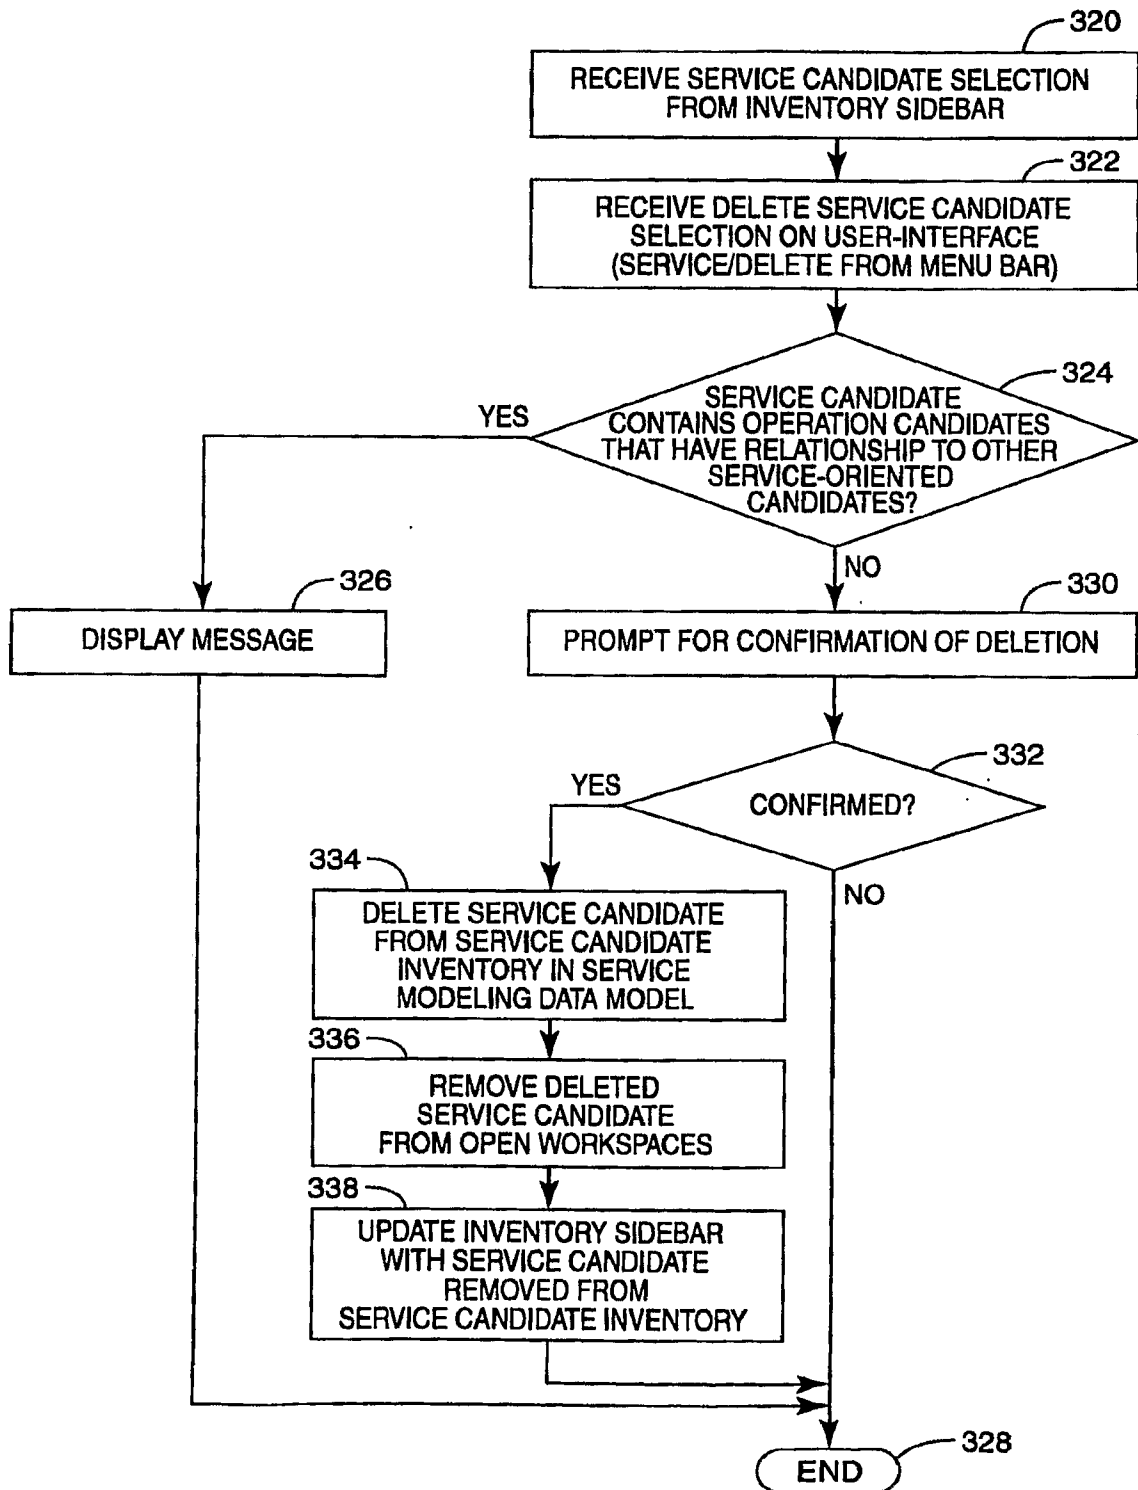 320
RECEIVE SERVICE CANDIDATE SELECTION
FROM INVENTORY SIDEBAR
322
RECEIVE DELETE SERVICE CANDIDATE
SELECTION ON USER-INTERFACE
(SERVICE/DELETE FROM MENU BAR)
324
SERVICE CANDIDATE
CONTAINS OPERATION CANDIDATES
THAT HAVE RELATIONSHIP TO OTHER
SERVICE-ORIENTED
CANDIDATES?
YES
NO
326
DISPLAY MESSAGE
330
PROMPT FOR CONFIRMATION OF DELETION
332
CONFIRMED?
YES
NO
334
DELETE SERVICE CANDIDATE
FROM SERVICE CANDIDATE
INVENTORY IN SERVICE
MODELING DATA MODEL
336
REMOVE DELETED
SERVICE CANDIDATE
FROM OPEN WORKSPACES
338
UPDATE INVENTORY SIDEBAR
WITH SERVICE CANDIDATE
REMOVED FROM
SERVICE CANDIDATE INVENTORY
328
END